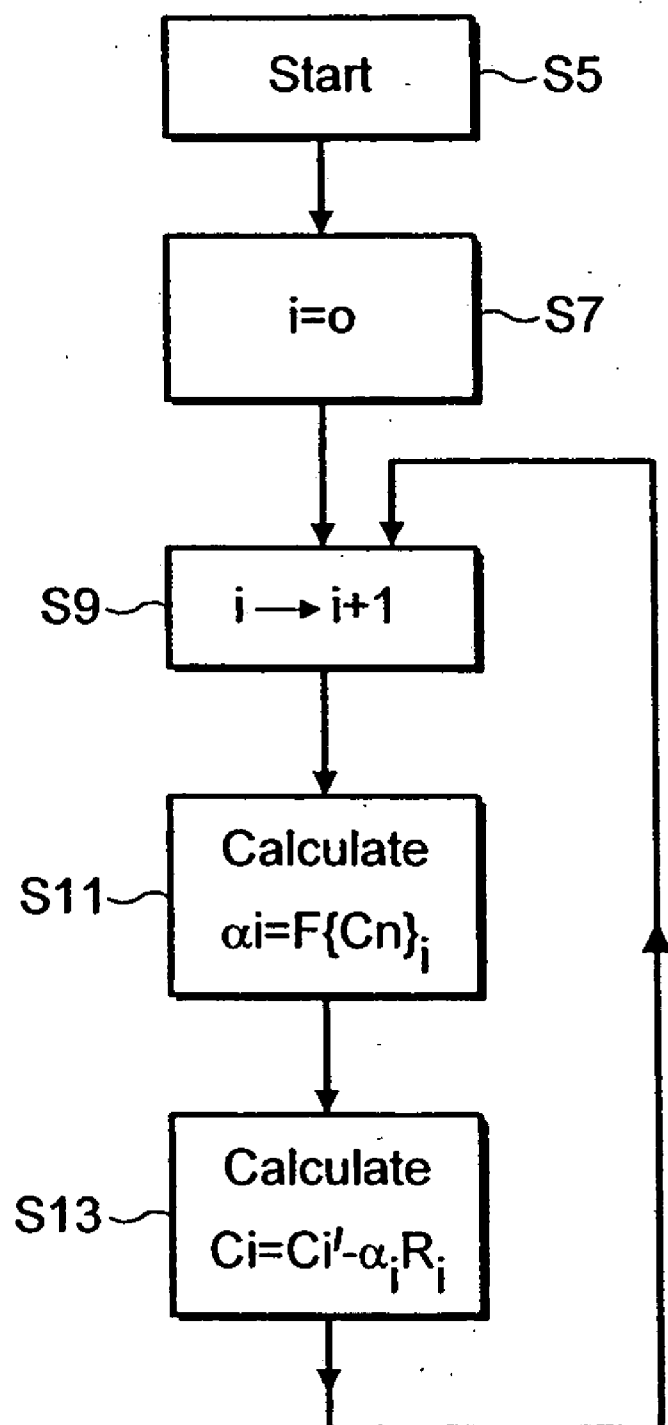 Start
S5
i=o
S7
S9
i → i+1
S11
Calculate
αi=F{Cn}i
S13
Calculate
Ci=Ci'-αiRi